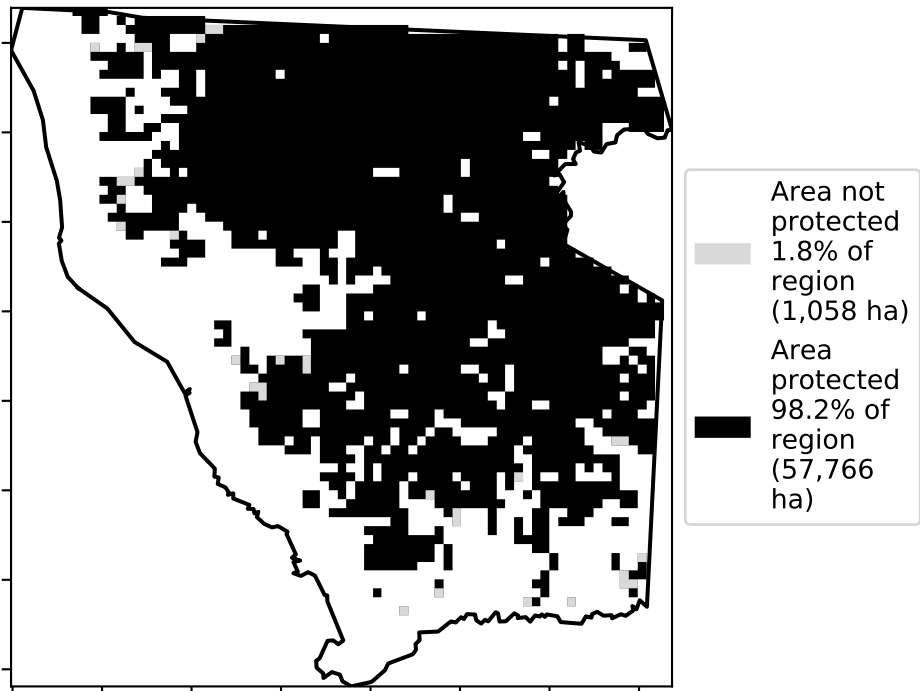 Area not
protected
1.8% of
region
(1,058 ha)
Area
protected
98.2% of
region
(57,766
ha)